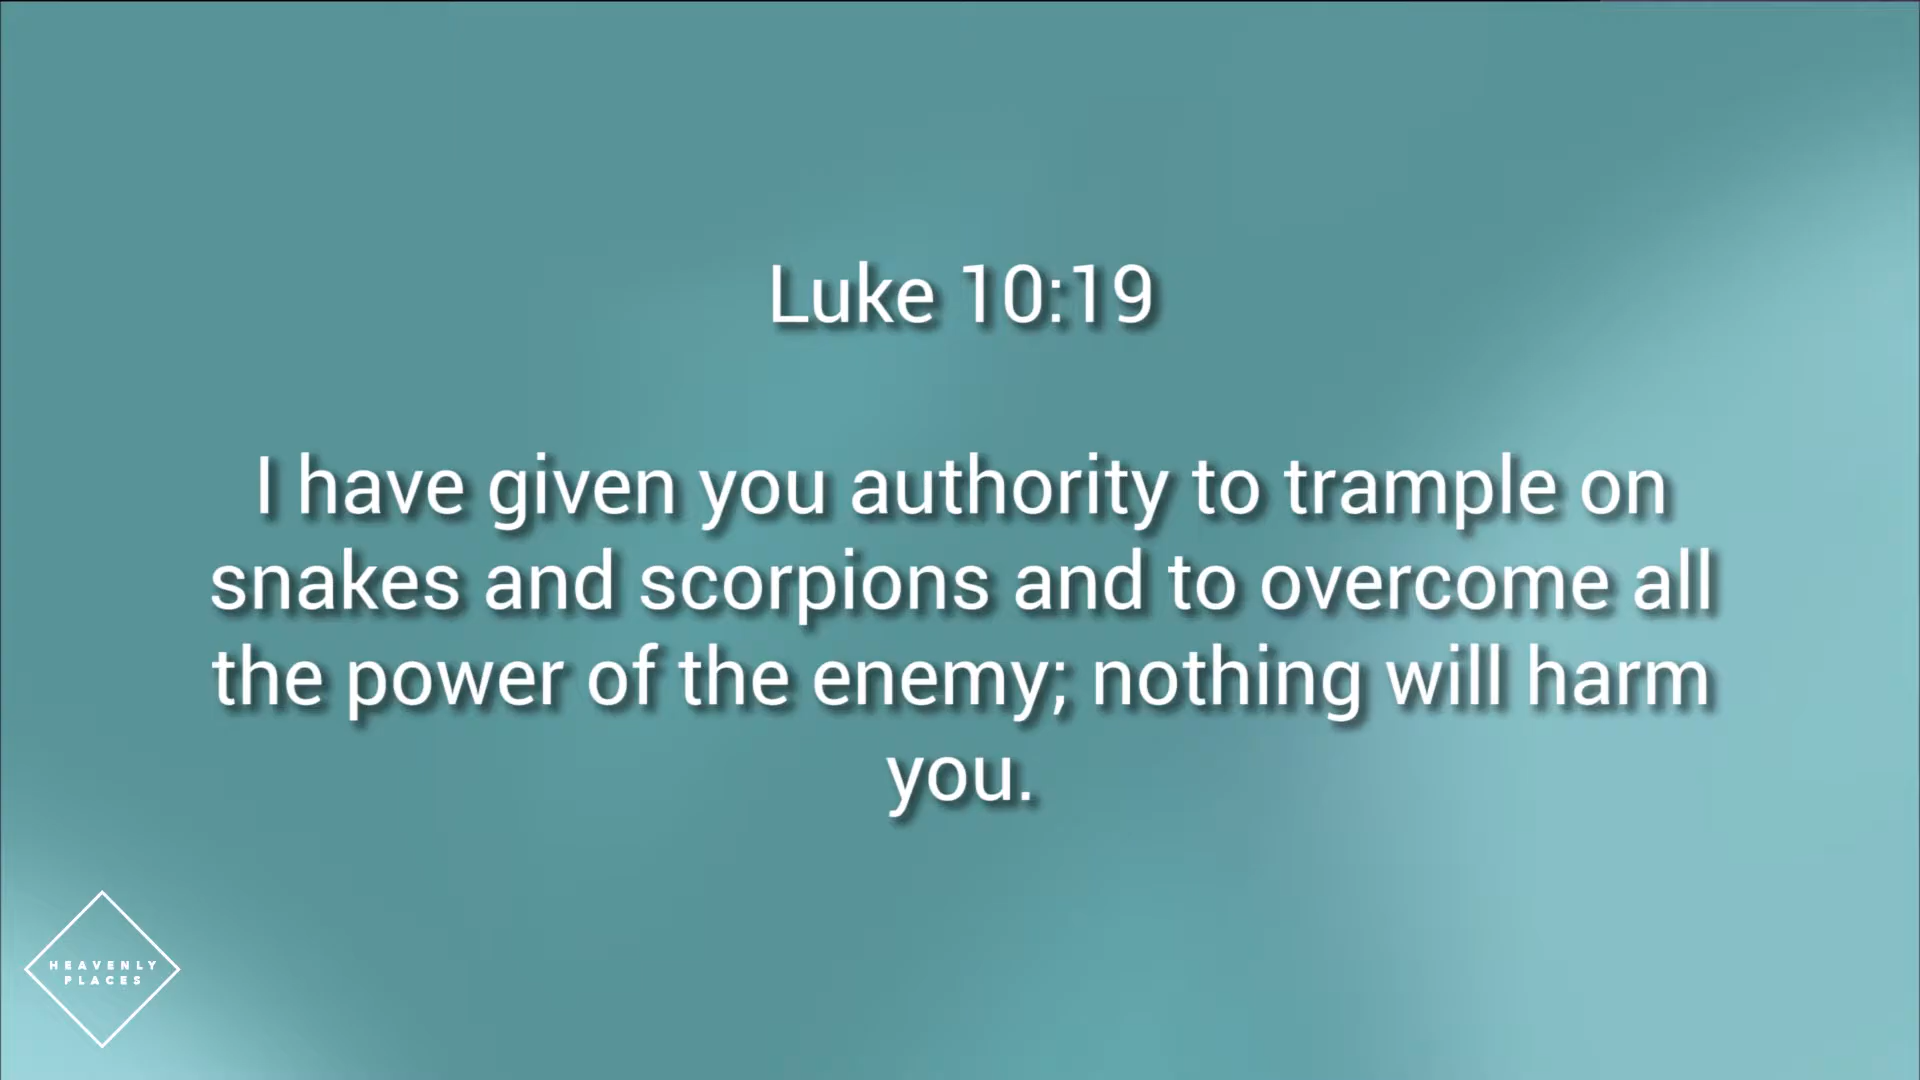 Luke 10:19
I have given you authority to trample on
snakes and scorpions and to overcome all
the power of the enemy; nothing will harm
you.
HEAVENLY
PLACES